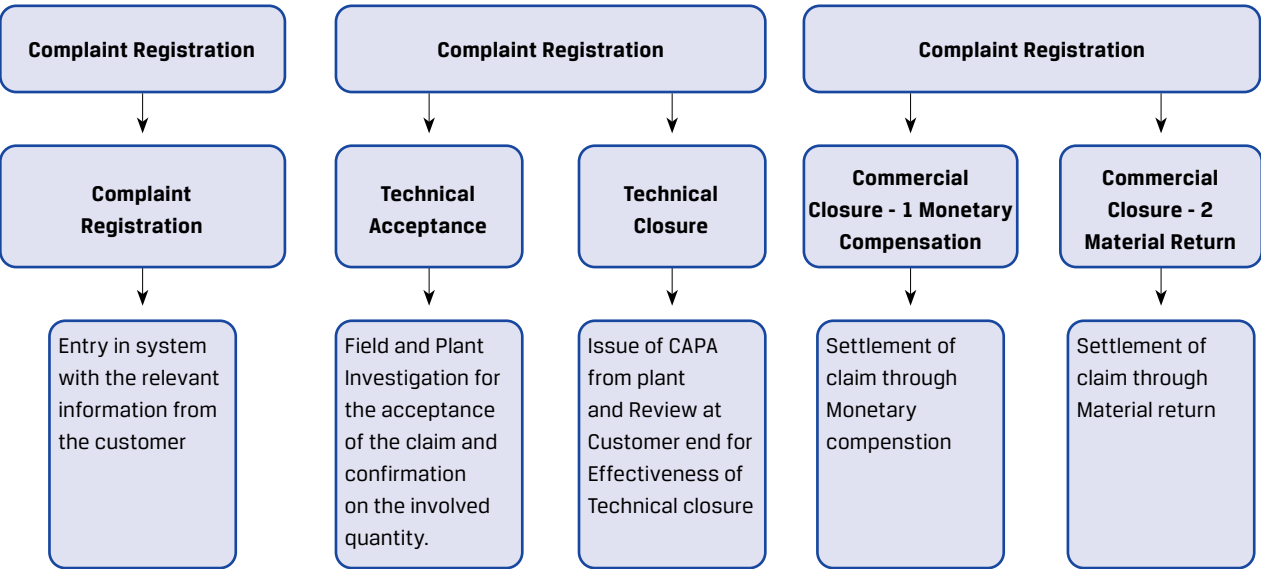 Complaint Registration
Complaint Registration
Complaint Registration
Complaint
Registration
Technical
Acceptance
Technical
Closure
Commercial
Closure - 1 Monetary
Compensation
Commercial
Closure - 2
Material Return
Entry in system
with the relevant
information from
the customer
Field and Plant
Investigation for
the acceptance
of the claim and
confirmation
on the involved
quantity.
Issue of CAPA
from plant
and Review at
Customer end for
Effectiveness of
Technical closure
Settlement of
claim through
Monetary
compenstion
Settlement of
claim through
Material return